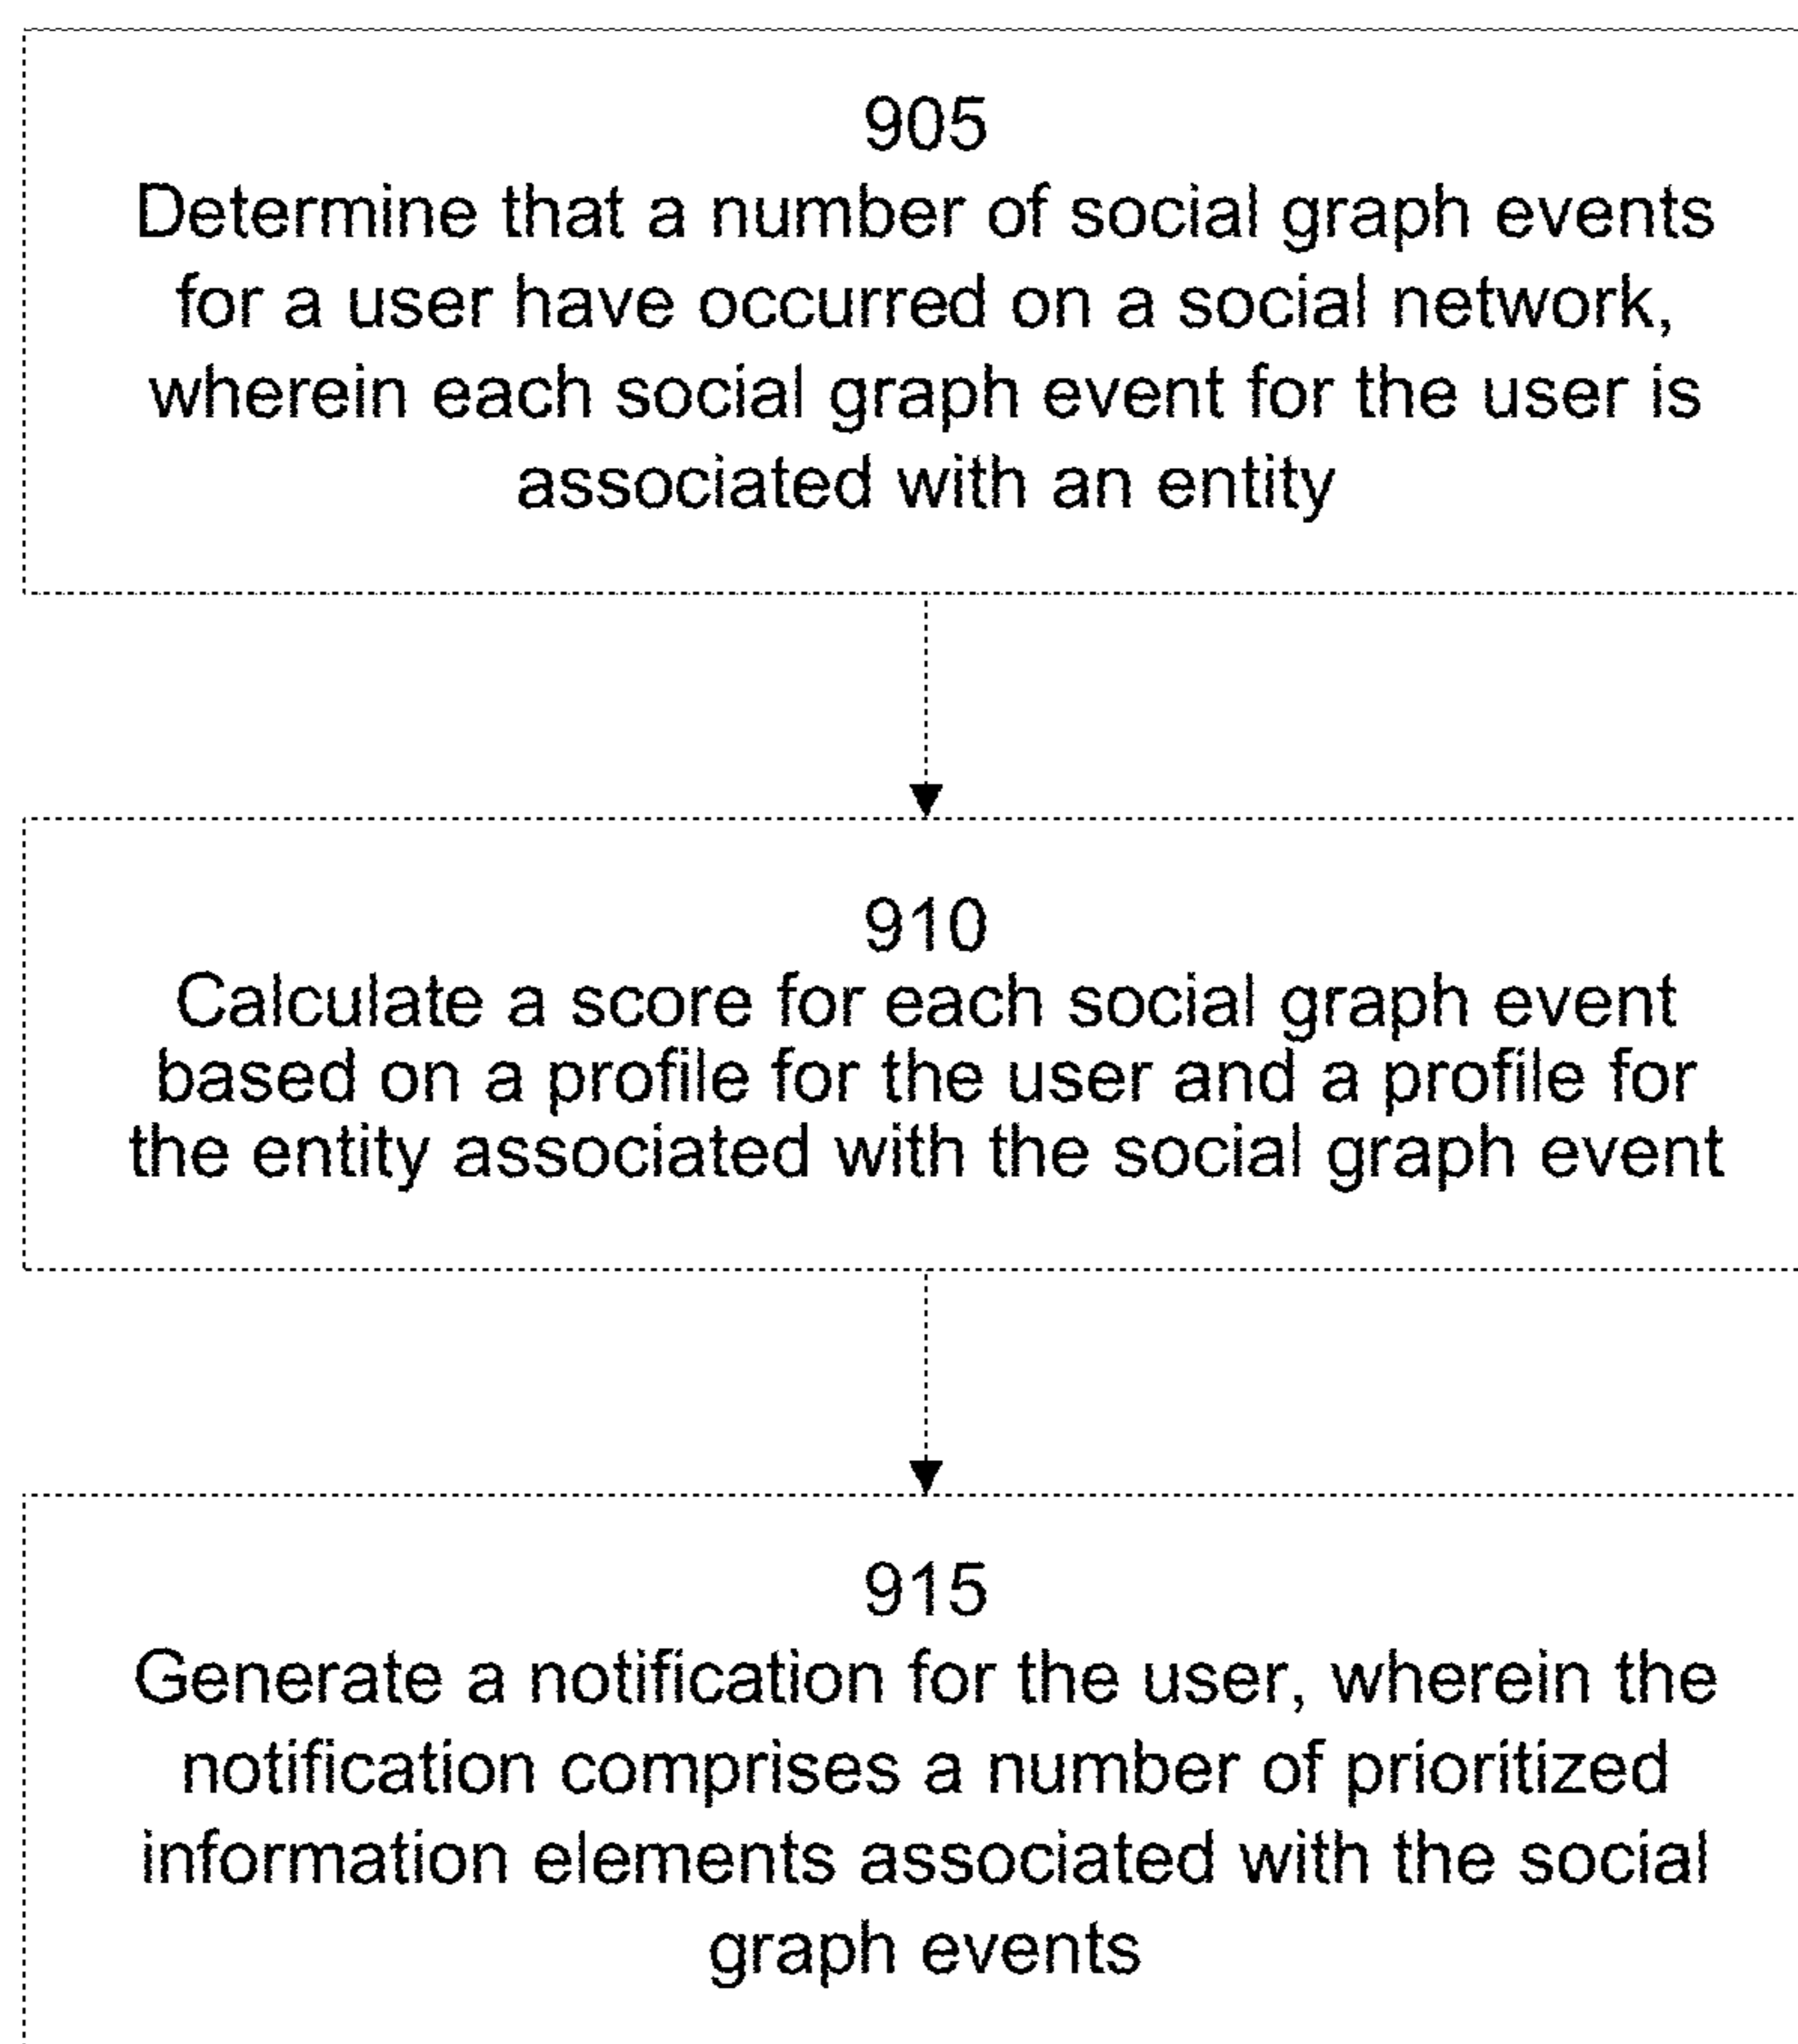 905
Determine that a number of social graph events
for a user have occurred on a social network,
wherein each social graph event for the user is
associated with an entity
910
Calculate a score for each social graph event
based on a profile for the user and a profile for
the entity associated with the social graph event
915
Generate a notification for the user, wherein the
notification comprises a number of prioritized
information elements associated with the social
graph events